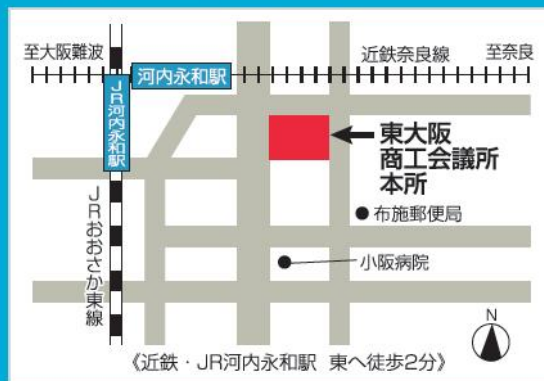 至大阪難波
河内永和駅
近鉄奈良線
至奈良
JR河内永和駅
東大阪
商工会議所
本所
布施郵便局
JRおおさか東線
小阪病院
N
《近鉄・JR河内永和駅 東へ徒歩2分》